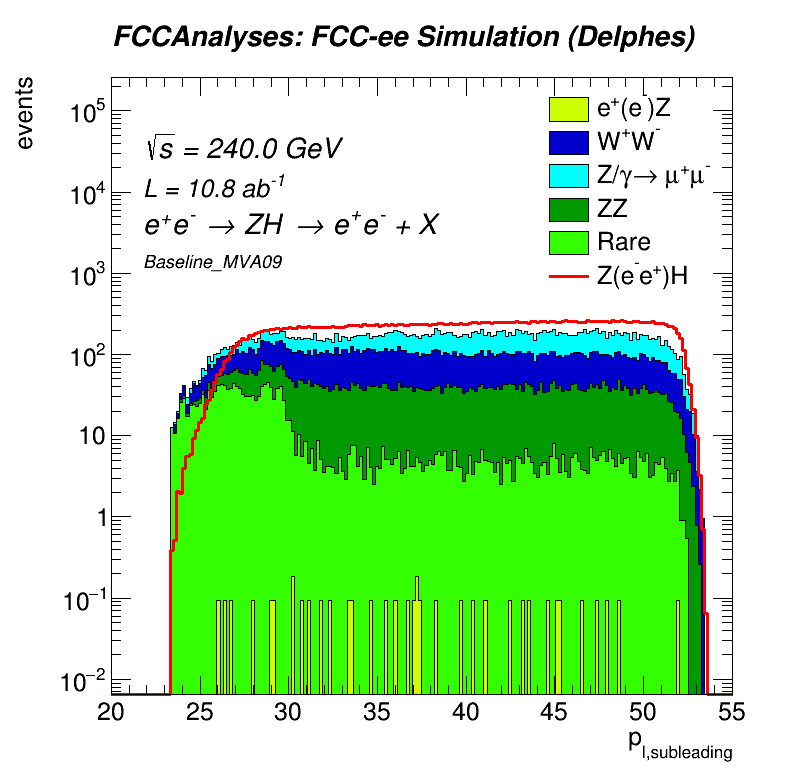 FCCAnalyses: FCC-ee Simulation (Delphes)
events
√s = 240.0 GeV
L = 10.8 ab⁻¹
e⁺e⁻ → ZH → e⁺e⁻ + X
Baseline_MVA09
e⁺(e⁻)Z
W⁺W⁻
Z/γ→ μ⁺μ⁻
ZZ
Rare
Z(e⁻e⁺)H
10⁵
10⁴
10³
10²
10
1
10⁻¹
10⁻²
20 25 30 35 40 45 50 55
p_l,subleading